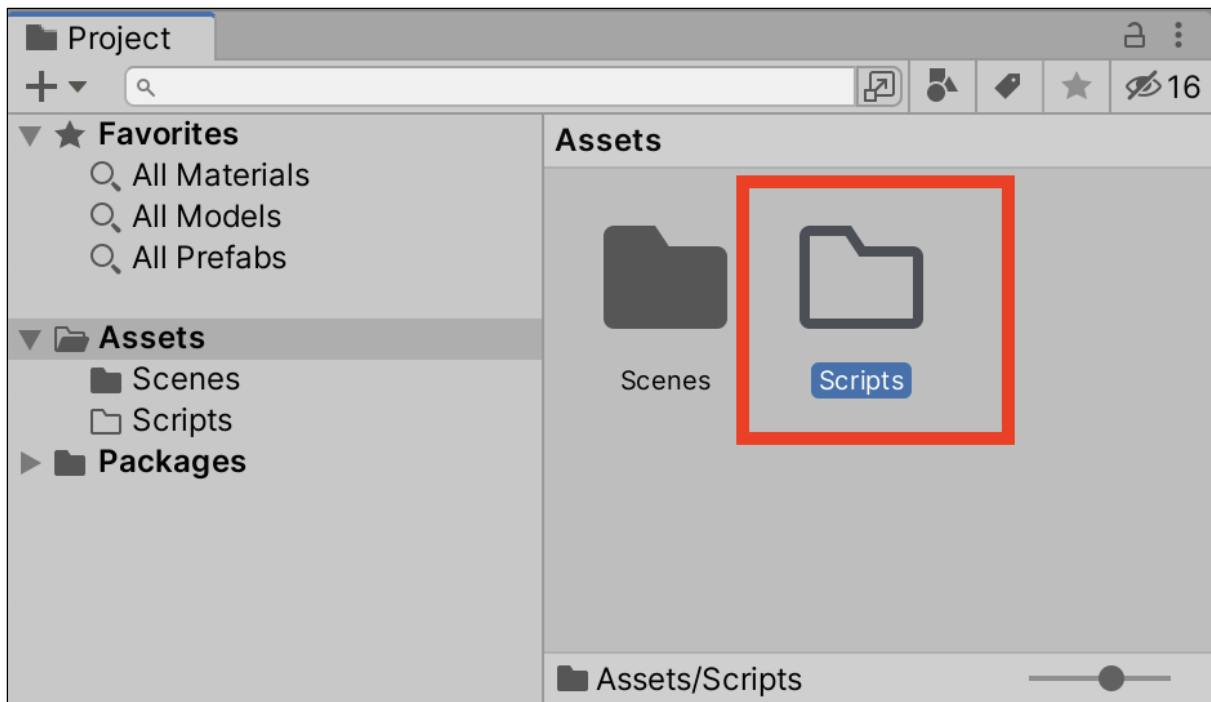 Project
16
Favorites
All Materials
All Models
All Prefabs
Assets
Scenes
Scripts
Packages
Assets
Scenes
Scripts
Assets/Scripts